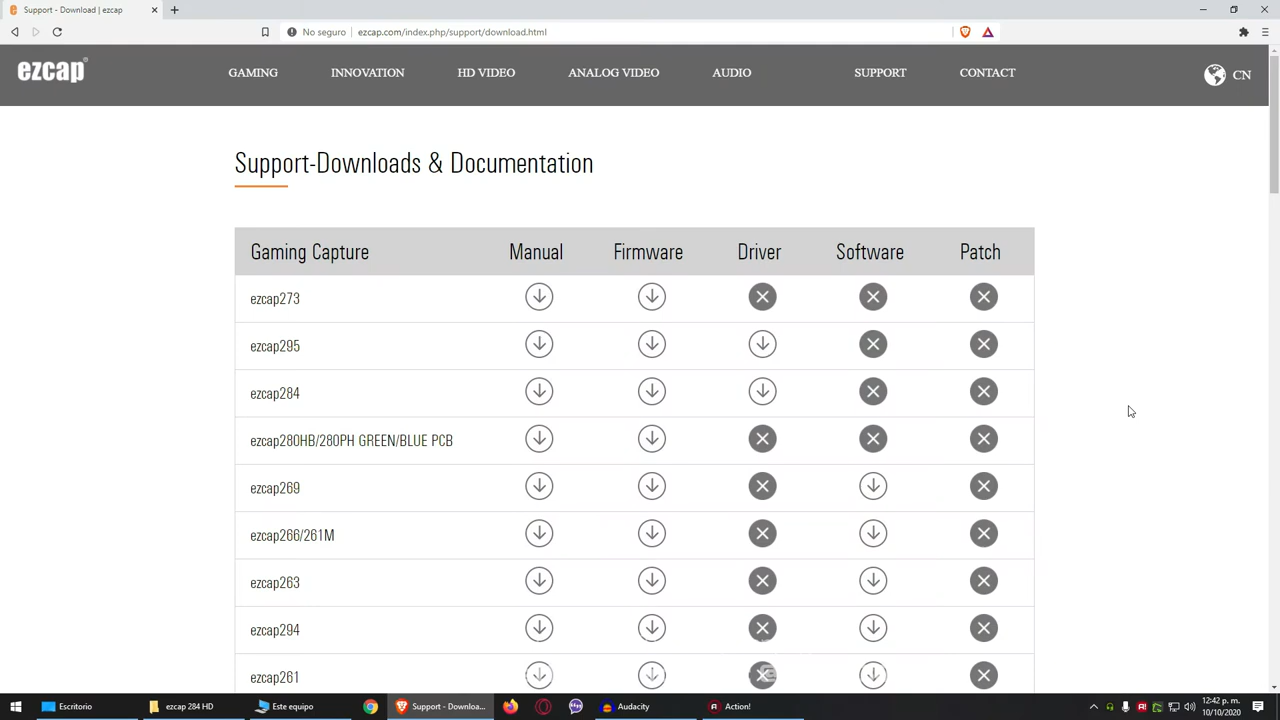 Support - Download | ezcap
No seguro
ezcap.com/index.php/support/download.html
ezcap
GAMING
INNOVATION
HD VIDEO
ANALOG VIDEO
AUDIO
SUPPORT
CONTACT
CN
Support-Downloads & Documentation
Gaming Capture Manual Firmware Driver Software Patch
ezcap273
ezcap295
ezcap284
ezcap280HB/280PH GREEN/BLUE PCB
ezcap269
ezcap266/261M
ezcap263
ezcap294
ezcap261
Escritorio
ezcap 284 HD
Este equipo
Support - Downloa...
Audacity
Action!
12:42 p. m.
10/10/2020